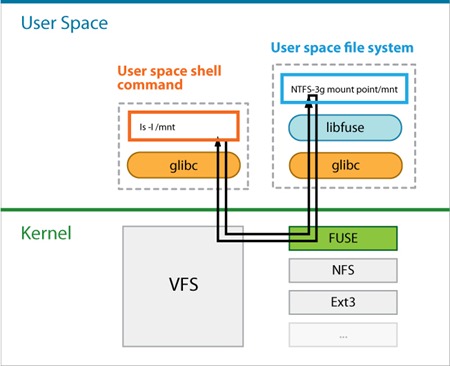 User Space
User space file system
User space shell
command
NTFS-3g mount point/mnt
ls -l /mnt
libfuse
glibc
glibc
Kernel
FUSE
VFS
NFS
Ext3
...